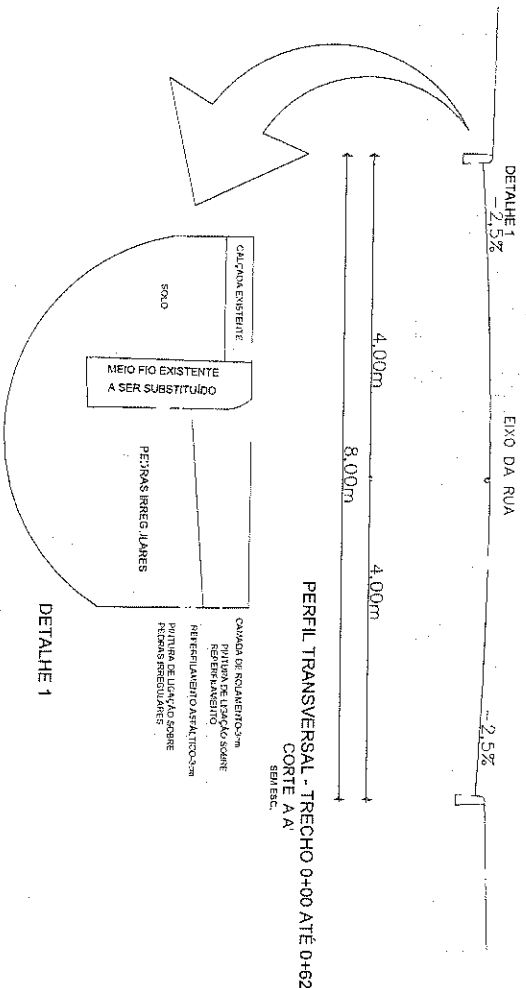 DETALHE 1
-2,5%
EIXO DA RUA
-2,5%
4,00m
4,00m
8,00m
PERFIL TRANSVERSAL - TRECHO 0+00 ATÉ 0+62
CORTE A A'
SEM ESC.
CALÇADA EXISTENTE
SOLO
MEIO FIO EXISTENTE
A SER SUBSTITUÍDO
PEDRAS IRREGULARES
CAMADA DE ROLAMENTO-3cm
PINTURA DE LIGAÇÃO SOBRE
REPERFILAMENTO
REPERFILAMENTO ASFÁLTICO-3cm
PINTURA DE LIGAÇÃO SOBRE
PEDRAS IRREGULARES
DETALHE 1